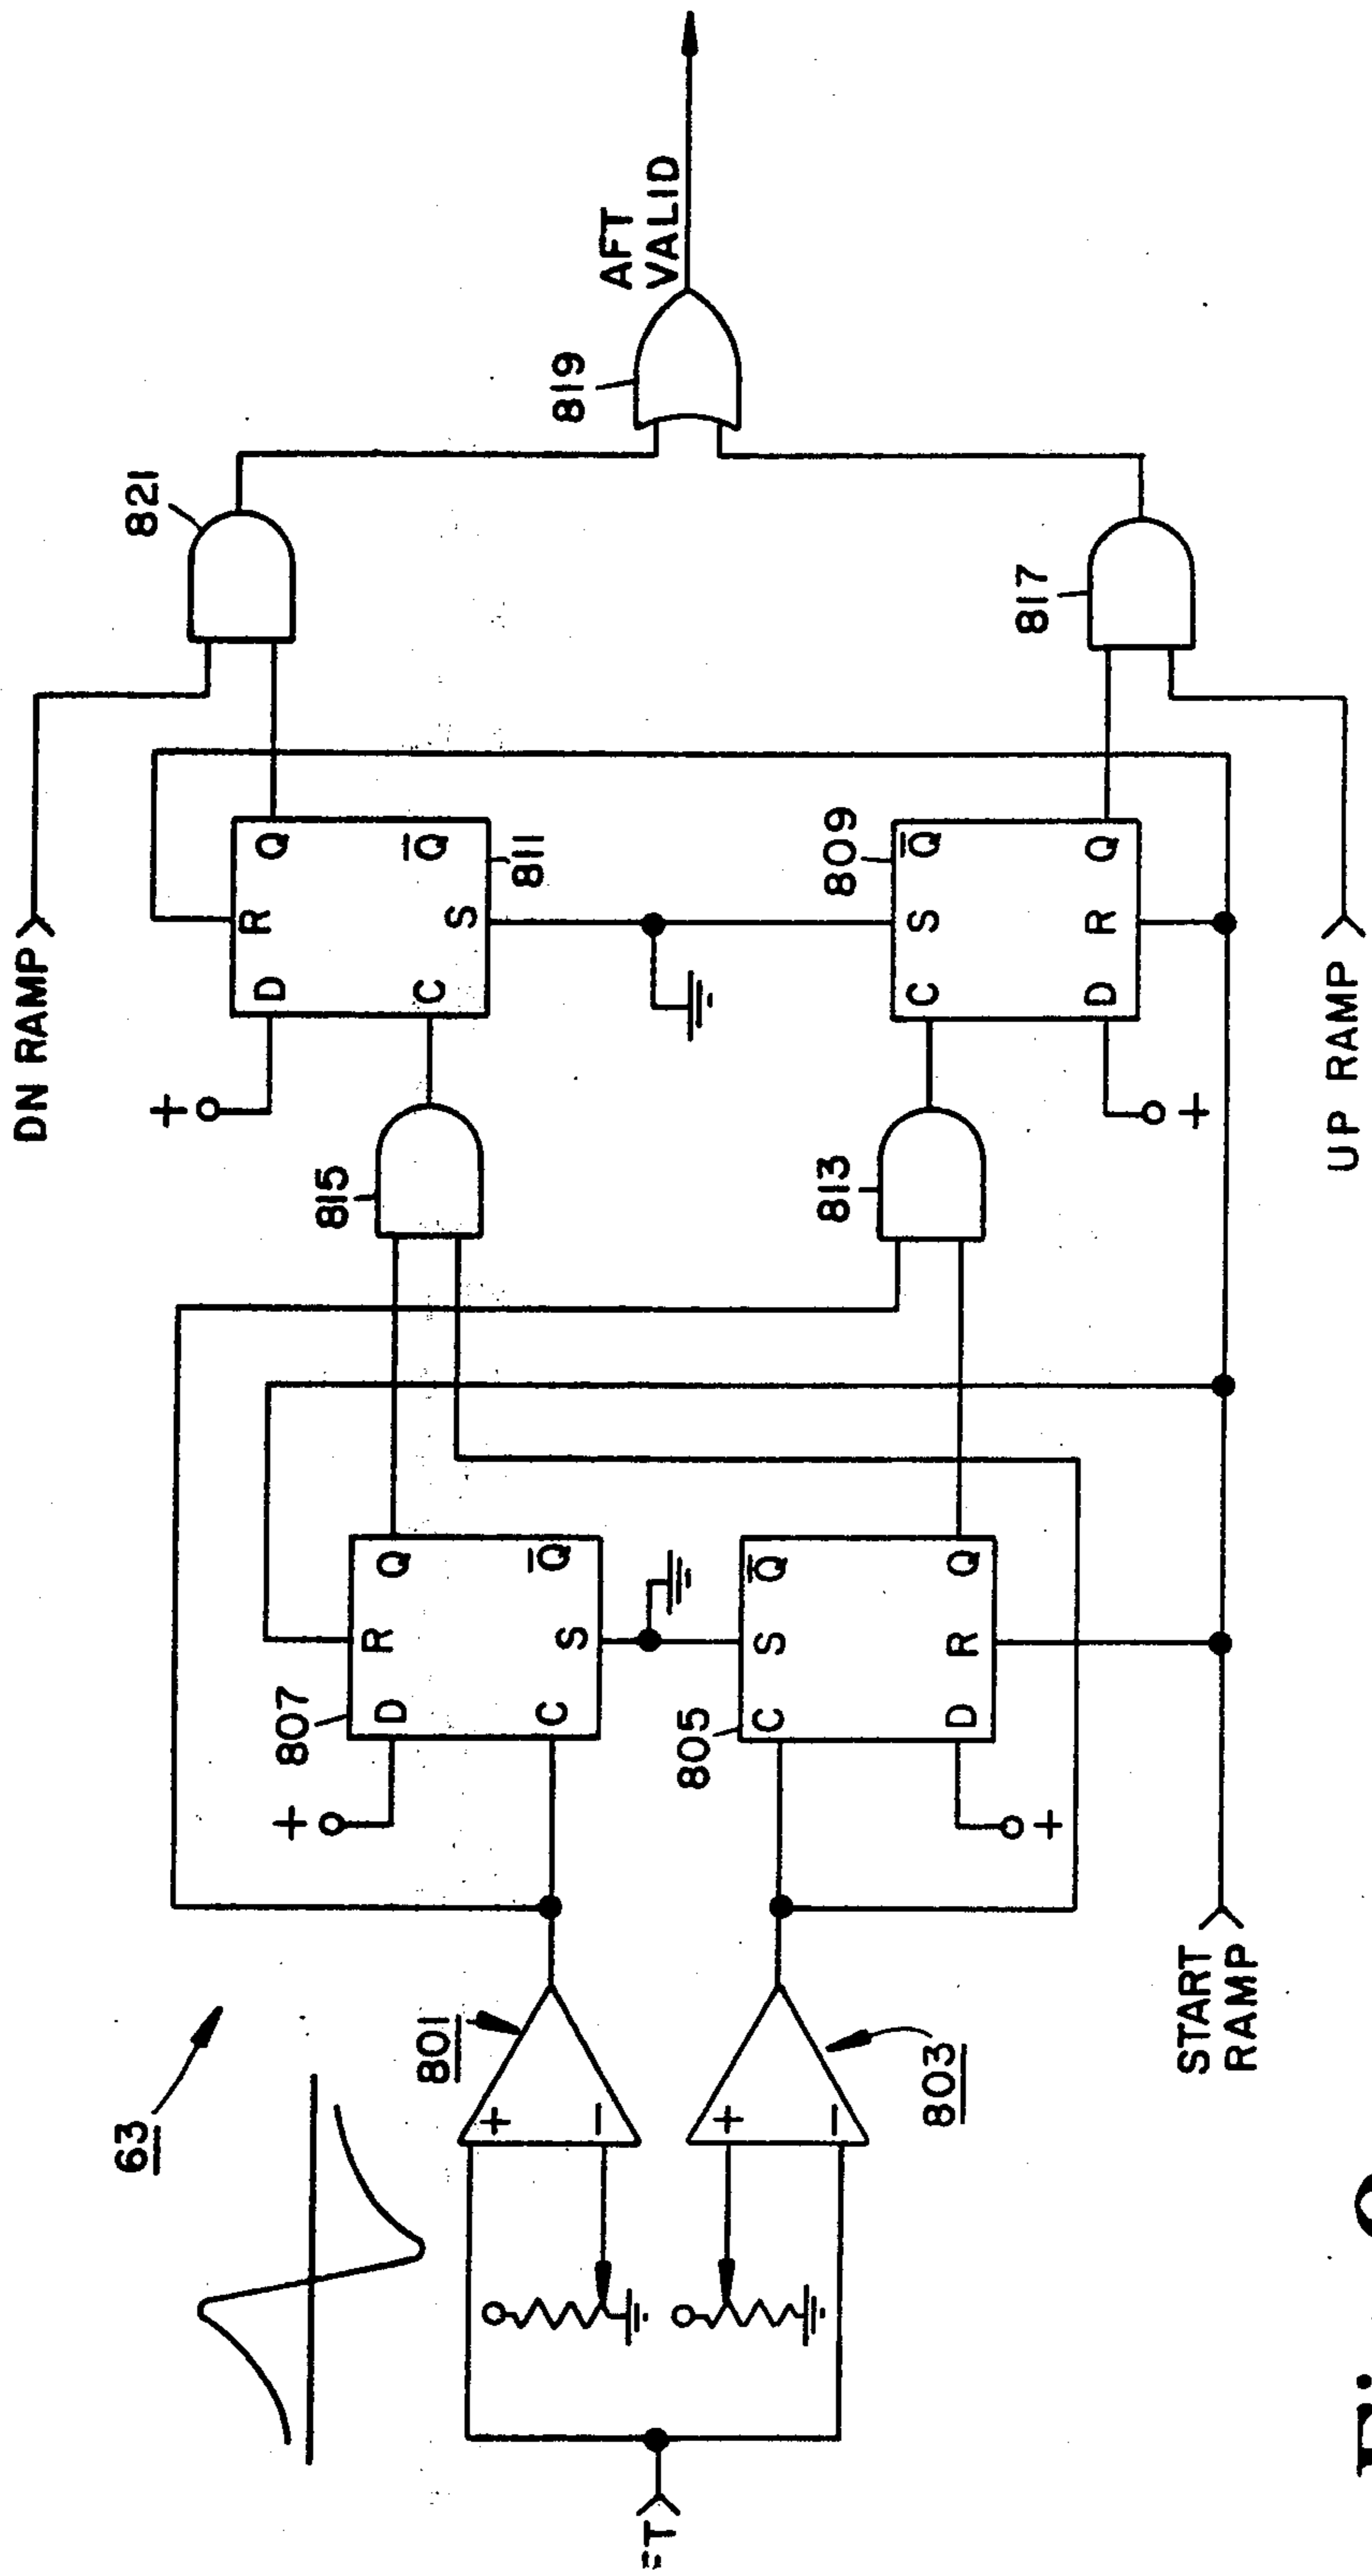 DN RAMP
UP RAMP
START
RAMP
63
801
+
−
803
+
−
807
+
D
R
Q
C
S
Q̅
805
C
S
Q̅
D
R
Q
+
815
813
811
+
D
R
Q
C
S
Q̅
809
C
S
Q̅
D
R
Q
+
821
817
819
AFT
VALID